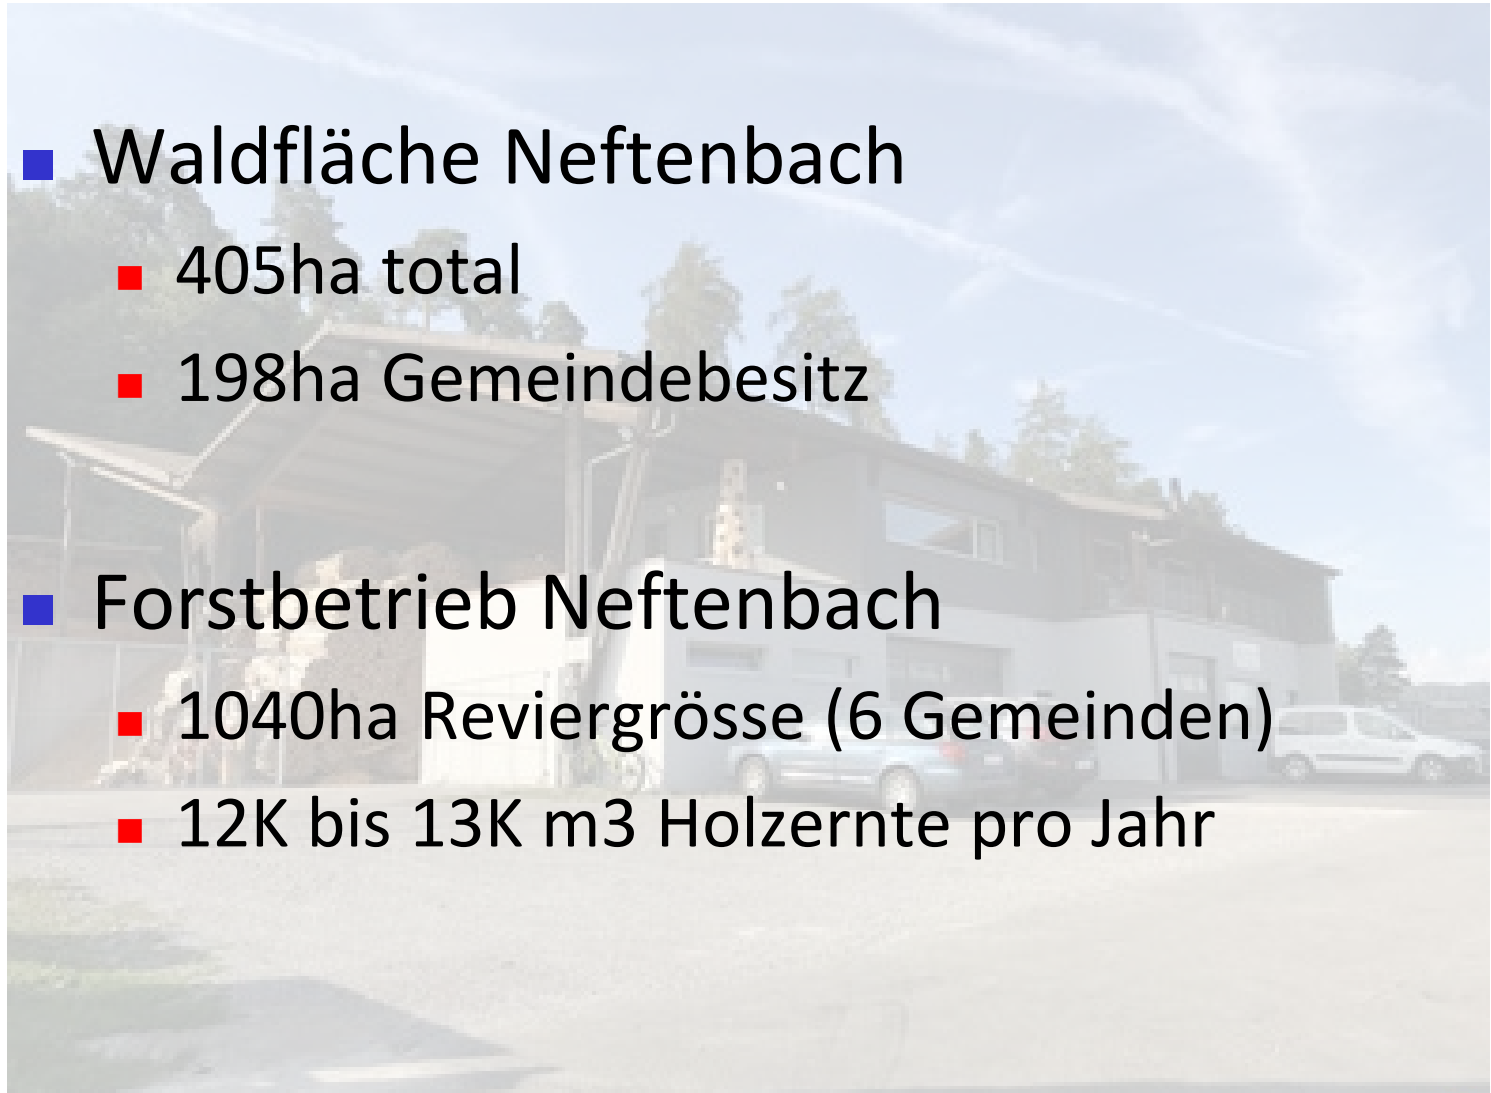 Waldfläche Neftenbach
405ha total
198ha Gemeindebesitz
Forstbetrieb Neftenbach
1040ha Reviergrösse (6 Gemeinden)
12K bis 13K m3 Holzernte pro Jahr